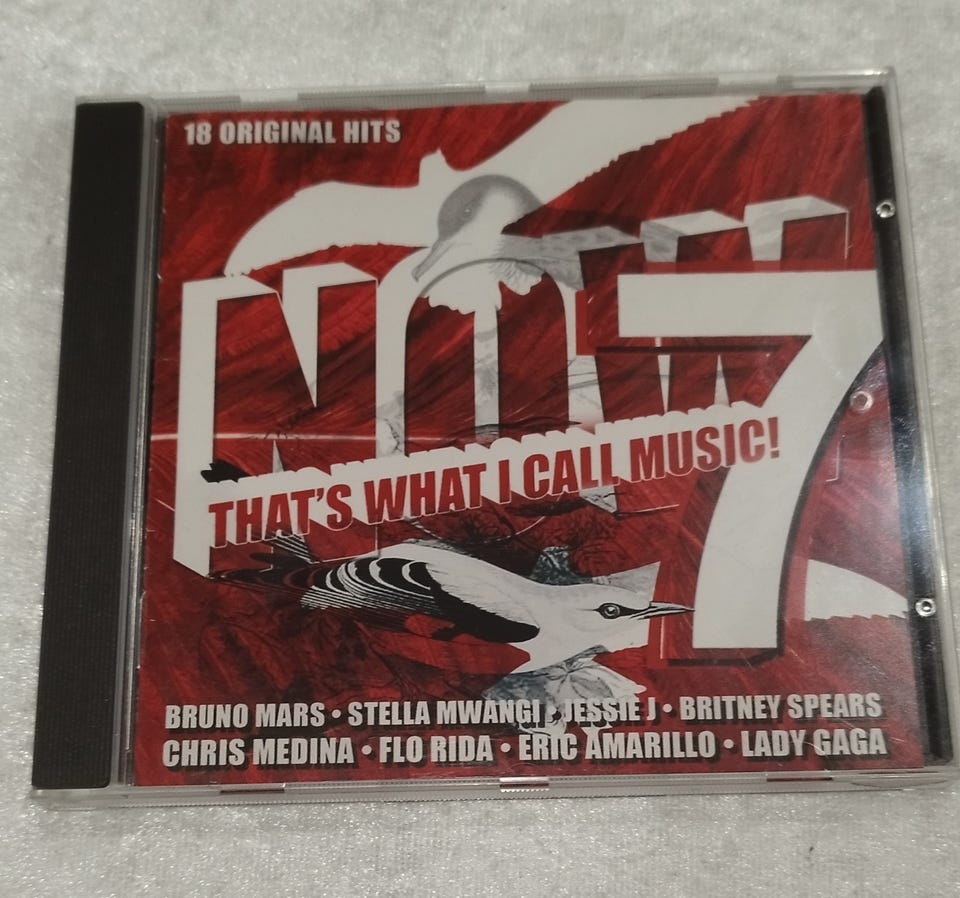 18 ORIGINAL HITS
NOW 7
THAT'S WHAT I CALL MUSIC!
BRUNO MARS • STELLA MWANGI • JESSIE J • BRITNEY SPEARS
CHRIS MEDINA • FLO RIDA • ERIC AMARILLO • LADY GAGA